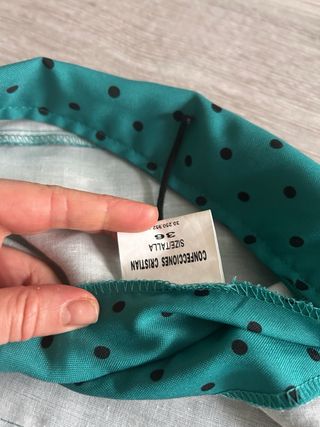 CONFECCIONES CRISTIAN
SIZE/TALLA
36